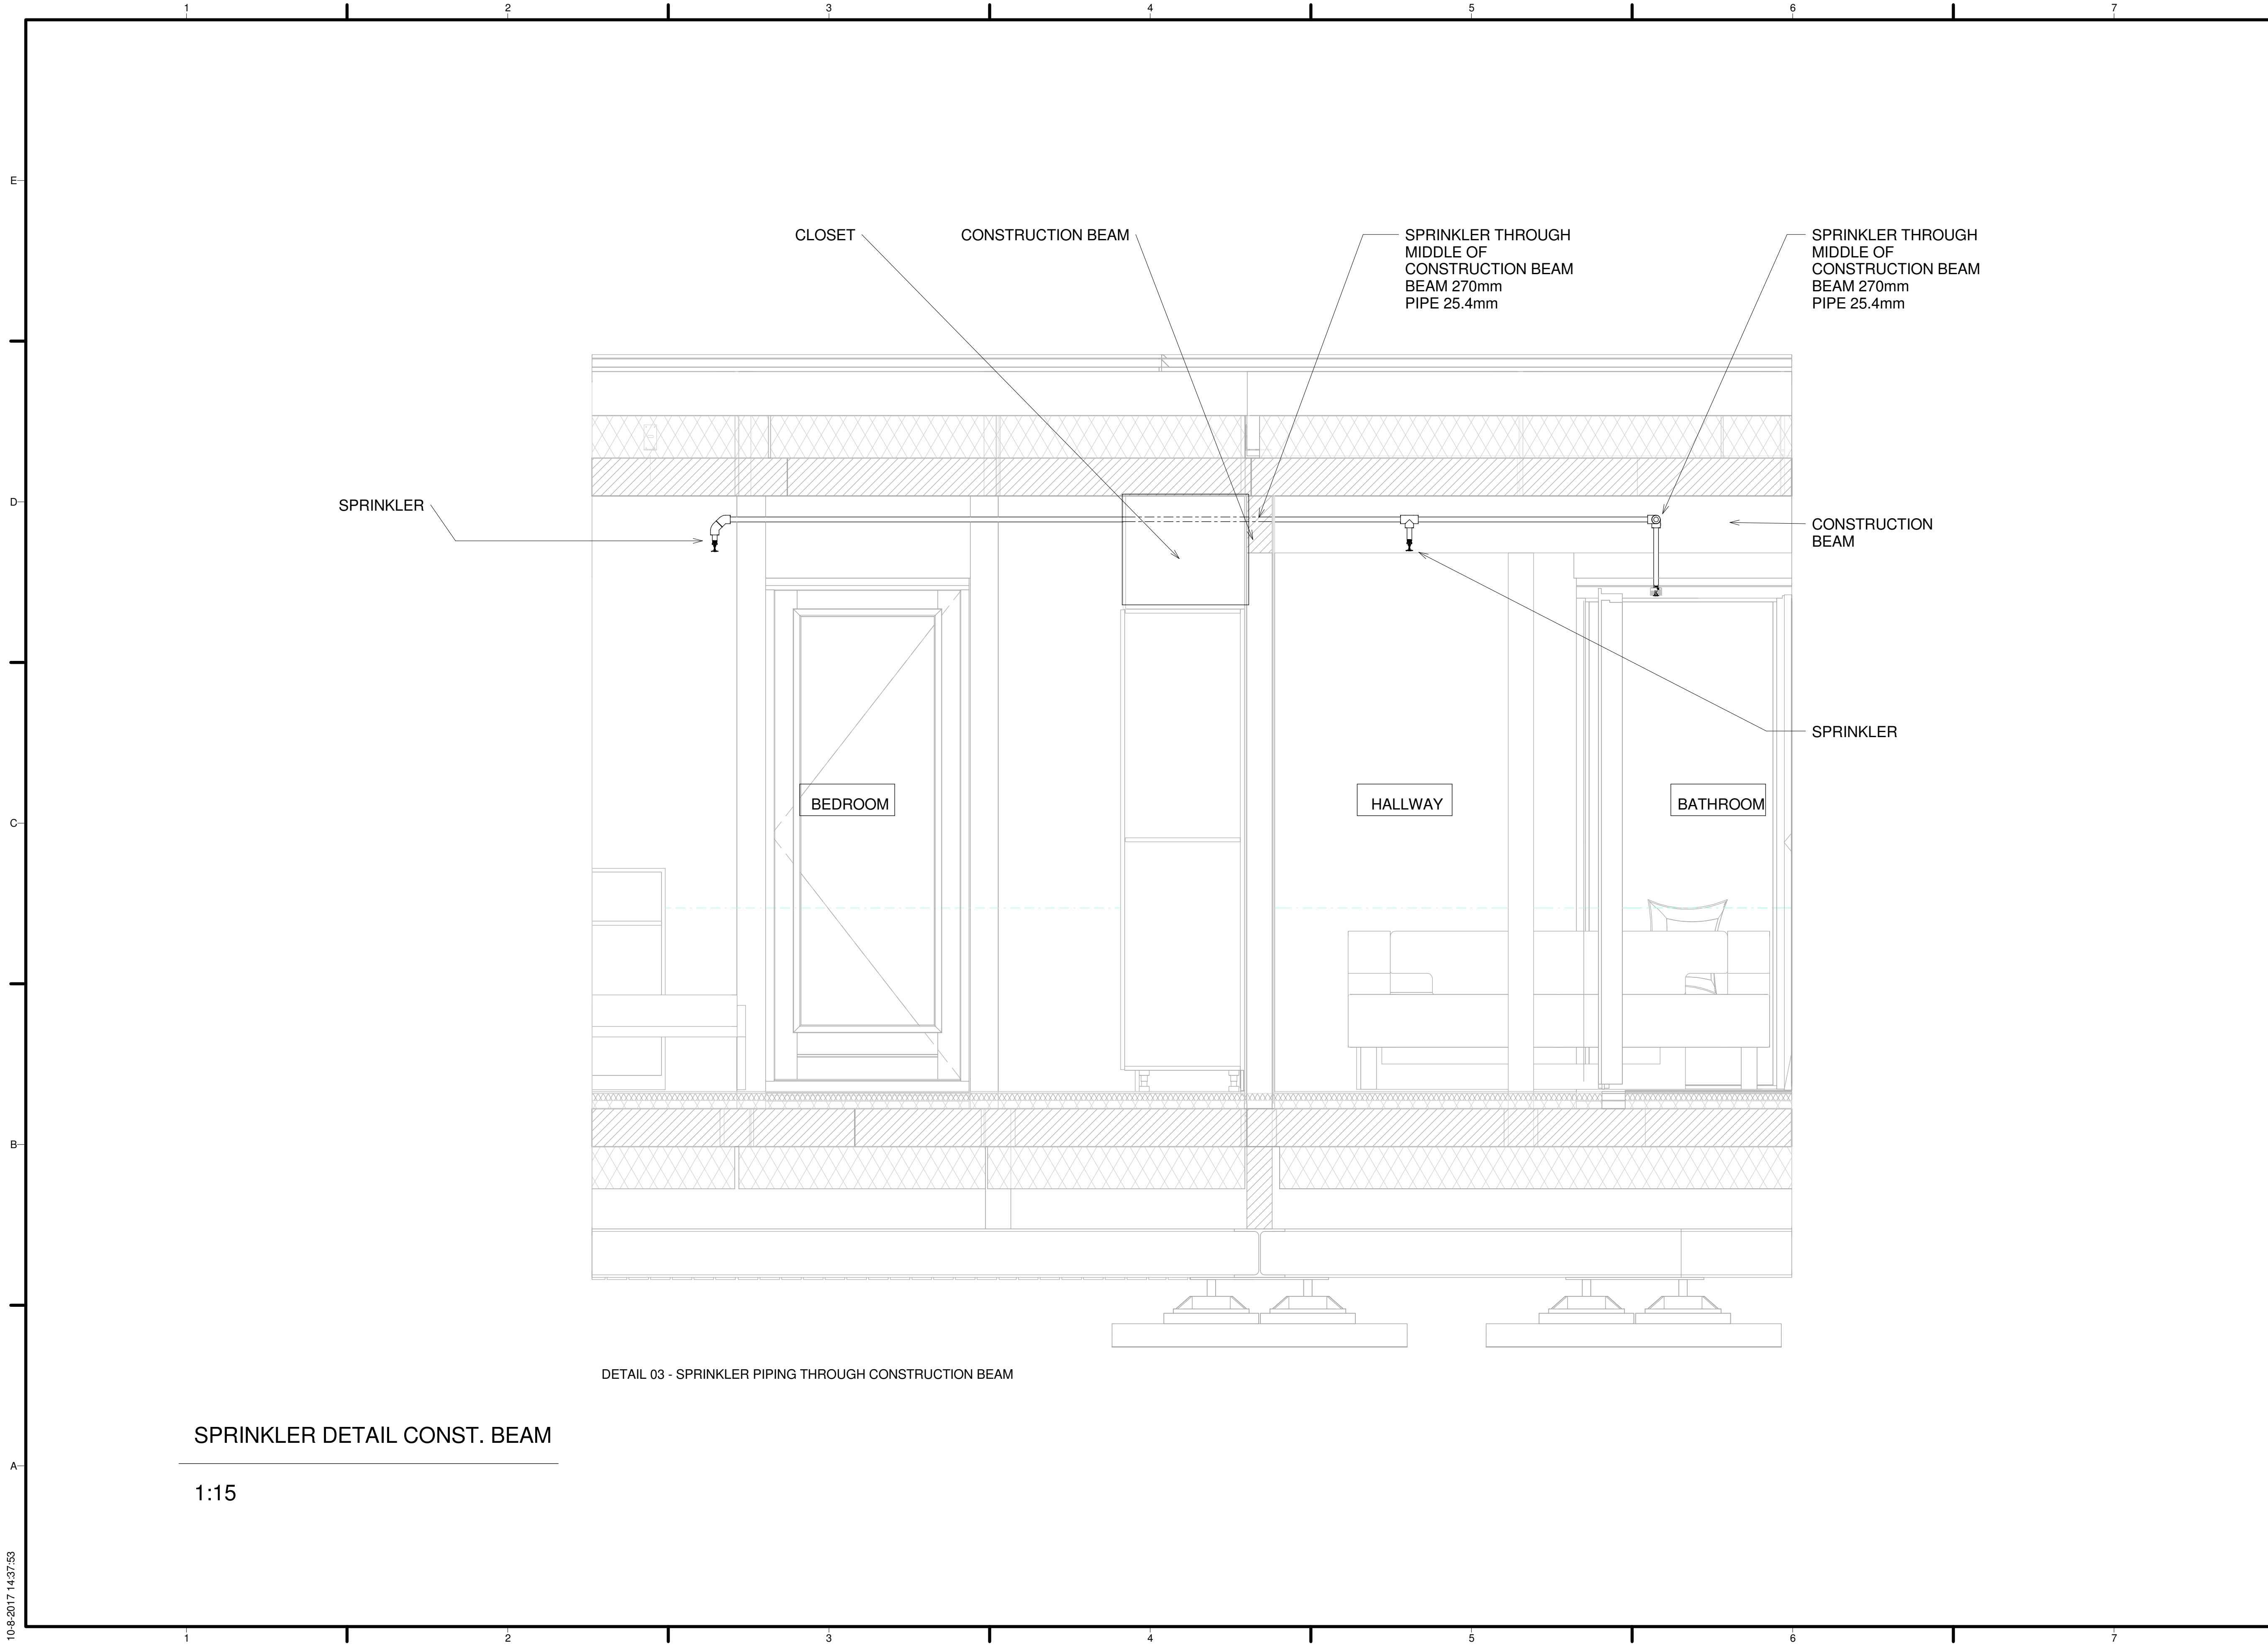 1 2 3 4 5 6 7
E
CLOSET
CONSTRUCTION BEAM
SPRINKLER THROUGH
MIDDLE OF
CONSTRUCTION BEAM
BEAM 270mm
PIPE 25.4mm
SPRINKLER THROUGH
MIDDLE OF
CONSTRUCTION BEAM
BEAM 270mm
PIPE 25.4mm
D
SPRINKLER
CONSTRUCTION
BEAM
SPRINKLER
BEDROOM
HALLWAY
BATHROOM
C
B
DETAIL 03 - SPRINKLER PIPING THROUGH CONSTRUCTION BEAM
SPRINKLER DETAIL CONST. BEAM
A
1:15
10-8-2017 14:37:53
1 2 3 4 5 6 7